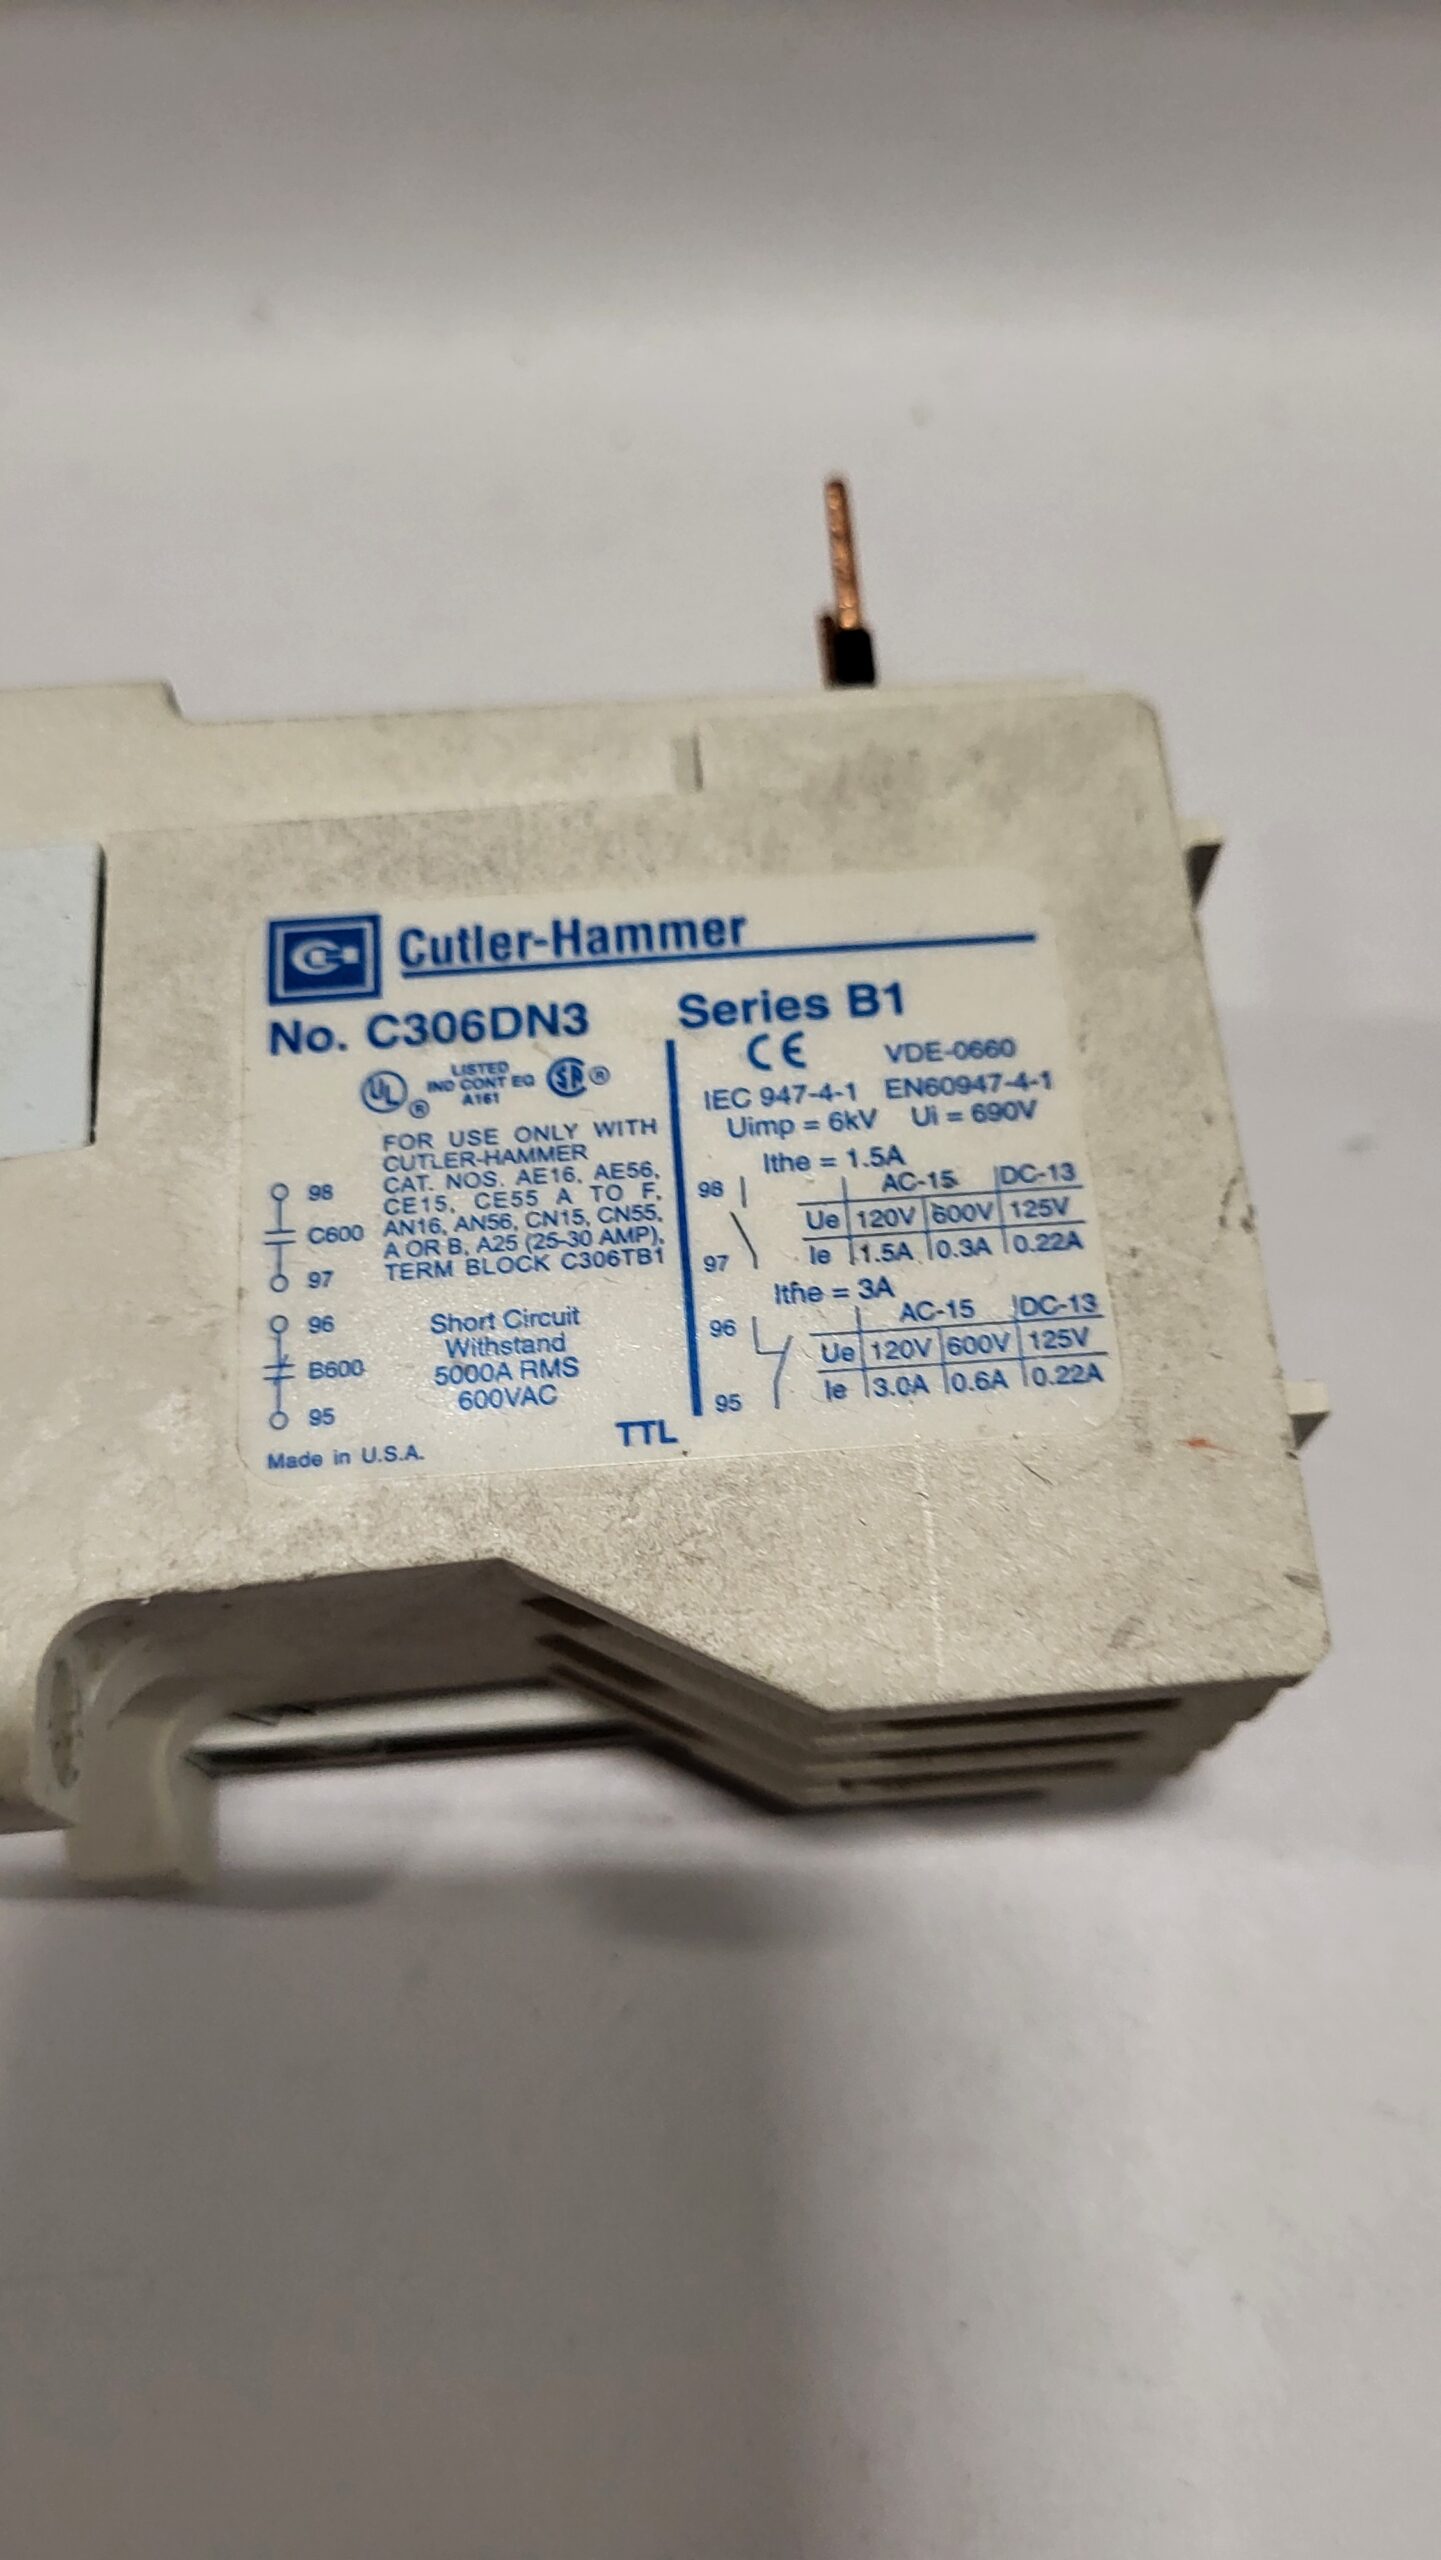 Cutler-Hammer
No. C306DN3
Series B1
UL ® LISTED IND CONT EQ A161 SA ®
FOR USE ONLY WITH
CUTLER-HAMMER
CAT. NOS. AE16, AE56,
CE15, CE55 A TO F,
AN16, AN56, CN15, CN55,
A OR B, A25 (25-30 AMP),
TERM BLOCK C306TB1
98
C600
97
96
B600
95
Short Circuit
Withstand
5000A RMS
600VAC
Made in U.S.A.
TTL
CE VDE-0660
IEC 947-4-1 EN60947-4-1
Uimp = 6kV Ui = 690V
Ithe = 1.5A
98
97
AC-15 DC-13
Ue 120V 600V 125V
Ie 1.5A 0.3A 0.22A
Ithe = 3A
96
95
AC-15 DC-13
Ue 120V 600V 125V
Ie 3.0A 0.6A 0.22A